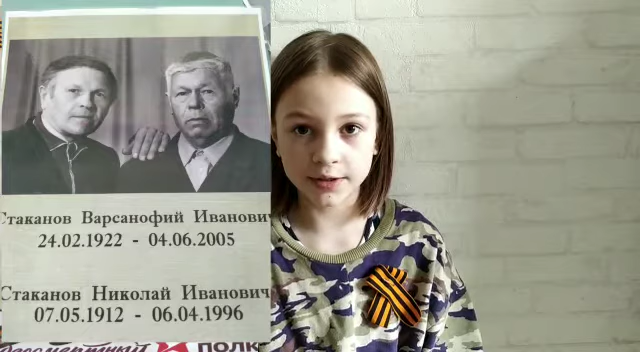 Стаканов Варсанофий Иванович
24.02.1922 - 04.06.2005
Стаканов Николай Иванович
07.05.1912 - 06.04.1996
Бессмертный полк